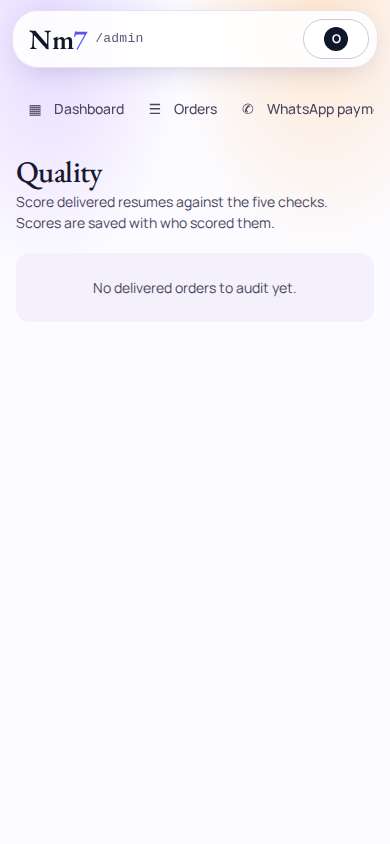 Nm7 /admin O
▦ Dashboard ☰ Orders ✆ WhatsApp paym
Quality
Score delivered resumes against the five checks.
Scores are saved with who scored them.
No delivered orders to audit yet.